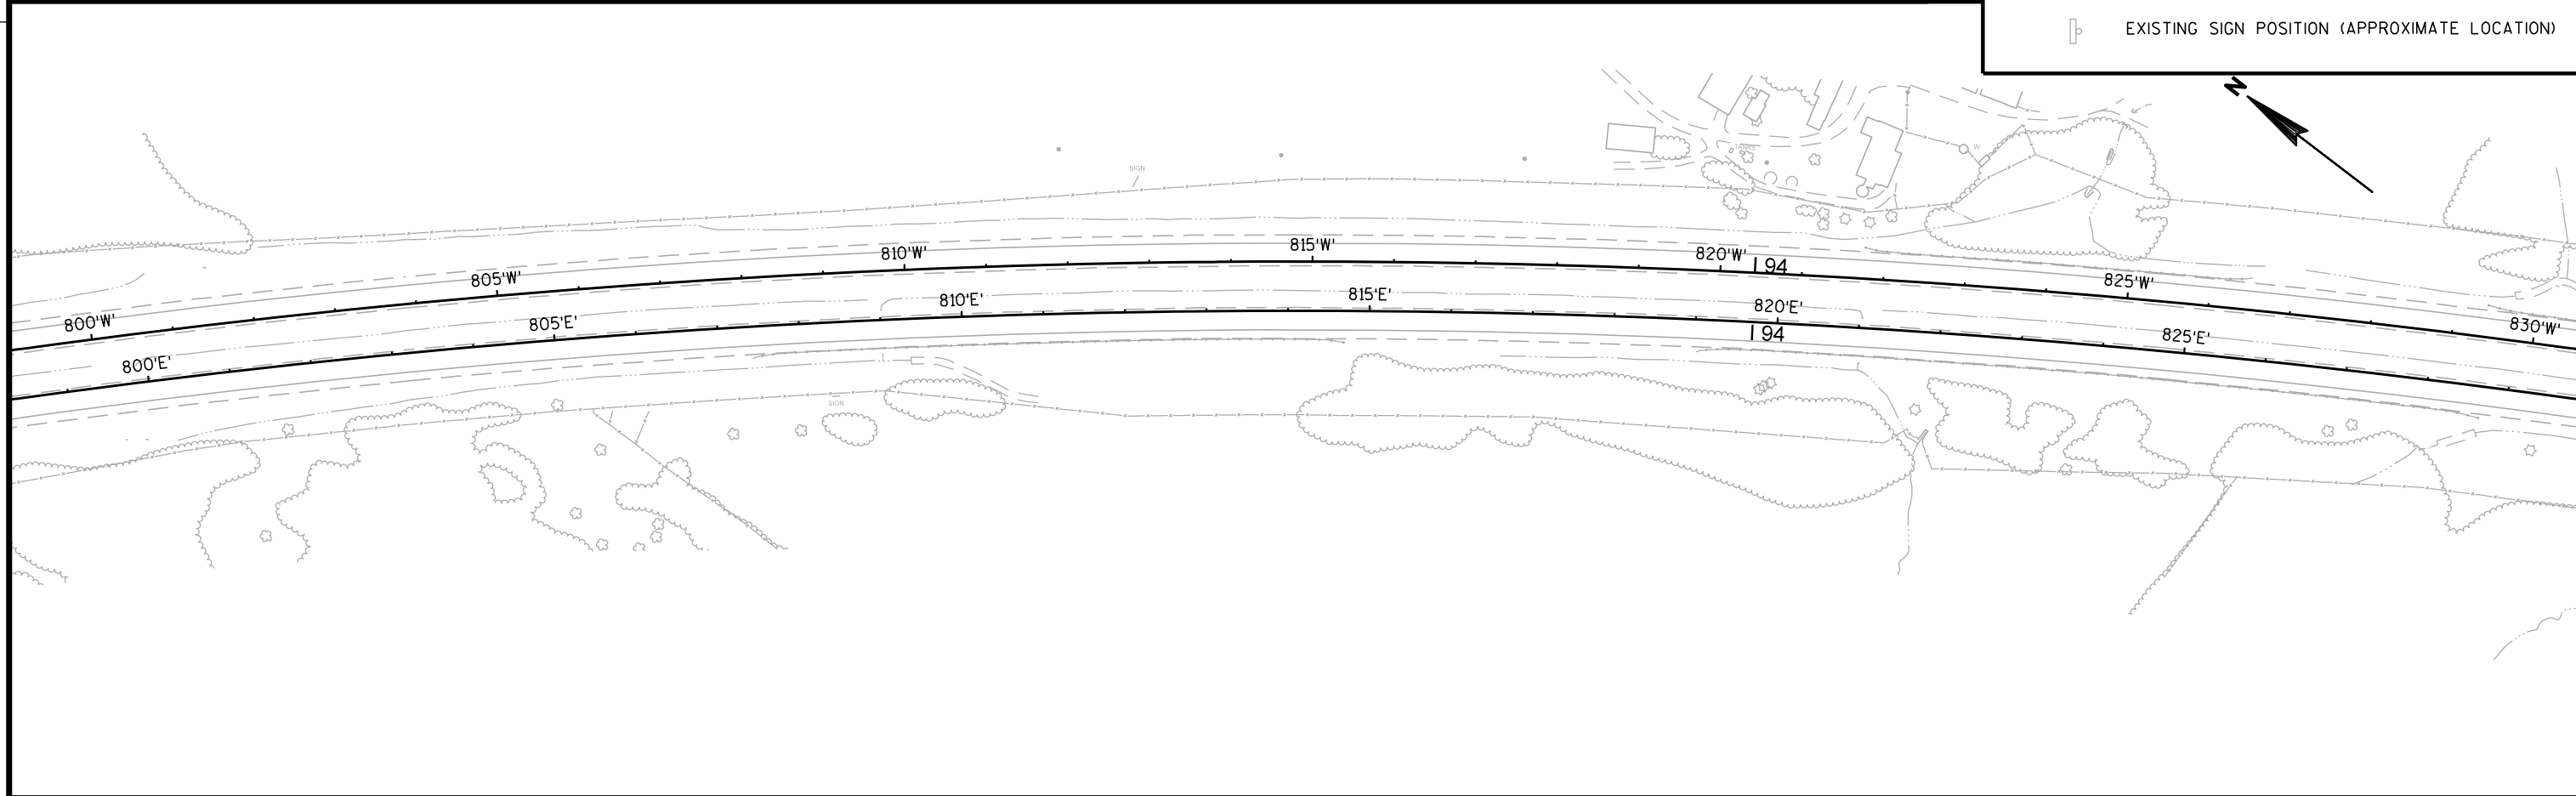 EXISTING SIGN POSITION (APPROXIMATE LOCATION)
N
SIGN
TANKS
W
800'W'
805'W'
810'W'
815'W'
820'W'
I 94
825'W'
830'W'
800'E'
805'E'
810'E'
815'E'
820'E'
I 94
825'E'
SIGN